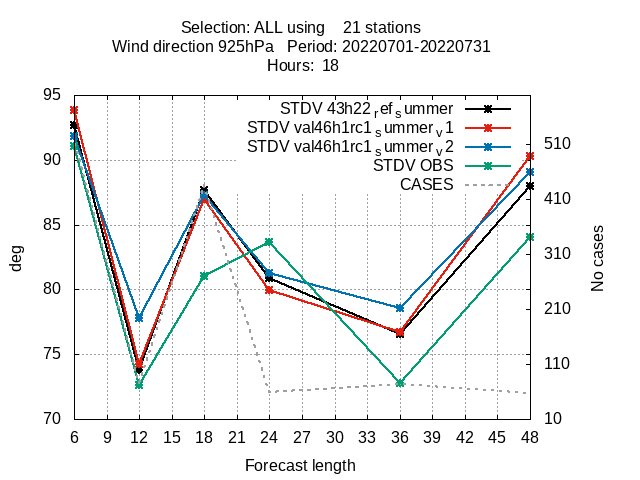 Selection: ALL using    21 stations
Wind direction 925hPa   Period: 20220701-20220731
Hours:  18
STDV 43h22_ref_summer
STDV val46h1rc1_summer_v1
STDV val46h1rc1_summer_v2
STDV OBS
CASES
95
90
85
80
75
70
deg
510
410
310
210
110
10
No cases
6 9 12 15 18 21 24 27 30 33 36 39 42 45 48
Forecast length